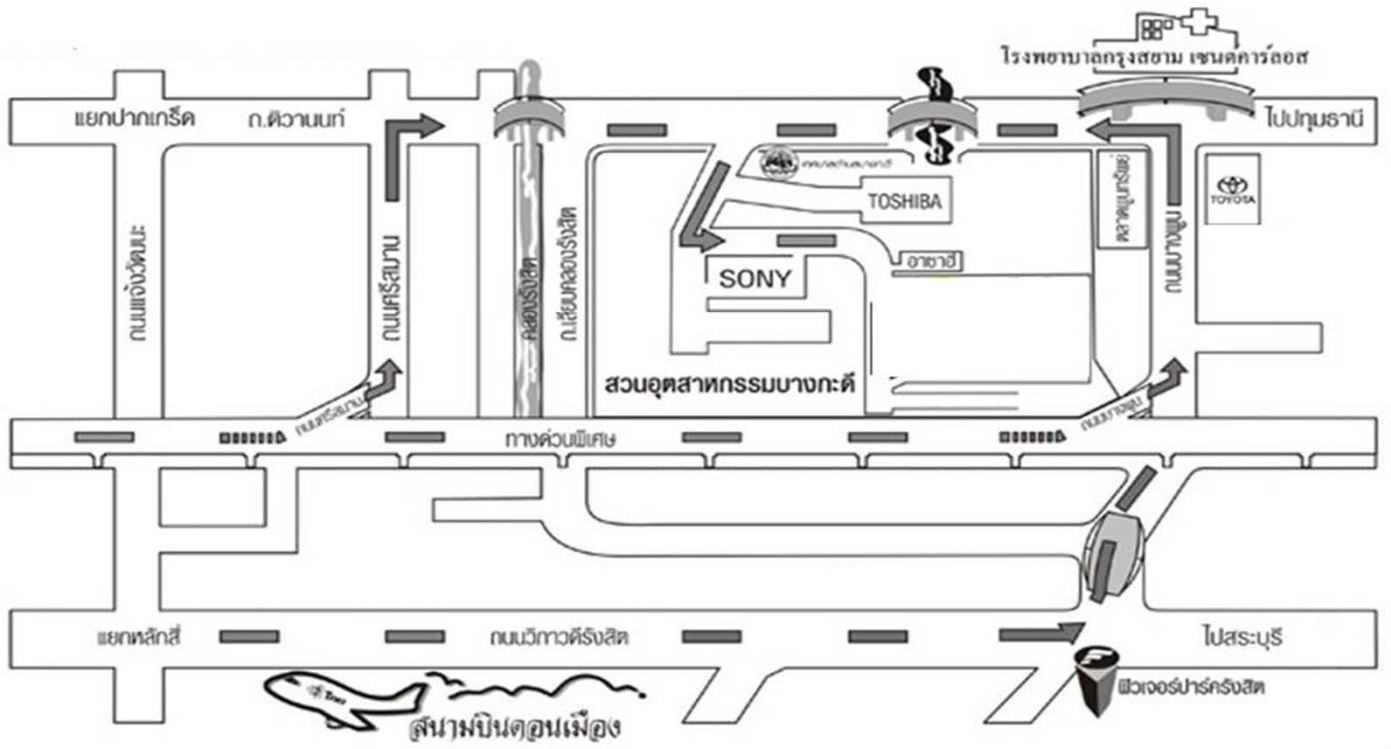 โรงพยาบาลกรุงสยาม เซนต์คาร์ลอส
แยกปากเกร็ด
ถ.ติวานนท์
ไปปทุมธานี
TOSHIBA
TOYOTA
ถนนแจ้งวัฒนะ
ถนนศรีสมาน
คลองรังสิต
ถ.เลียบคลองรังสิต
SONY
อาซาฮี
สวนอุตสาหกรรมบางกะดี
ถนนศรีสมาน
ทางด่วนพิเศษ
ถนนบางพูน
แยกหลักสี่
ถนนวิภาวดีรังสิต
ไปสระบุรี
ฟิวเจอร์ปาร์ครังสิต
สนามบินดอนเมือง